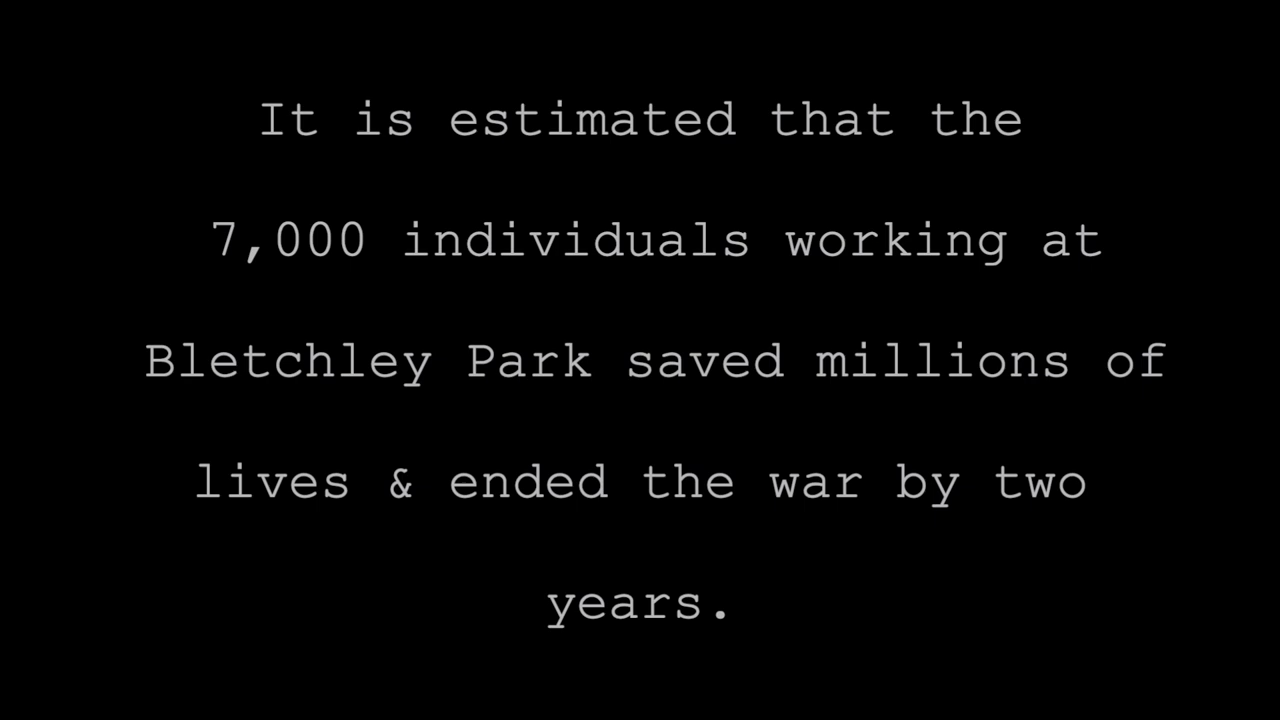 It is estimated that the
7,000 individuals working at
Bletchley Park saved millions of
lives & ended the war by two
years.